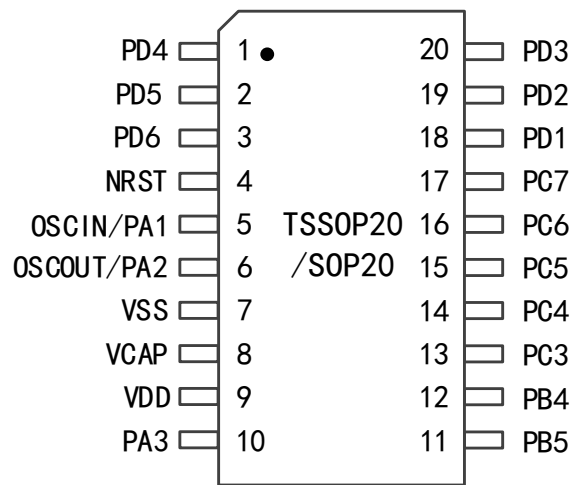 PD4 1 20 PD3
PD5 2 19 PD2
PD6 3 18 PD1
NRST 4 17 PC7
OSCIN/PA1 5 TSSOP20 16 PC6
OSCOUT/PA2 6 /SOP20 15 PC5
VSS 7 14 PC4
VCAP 8 13 PC3
VDD 9 12 PB4
PA3 10 11 PB5